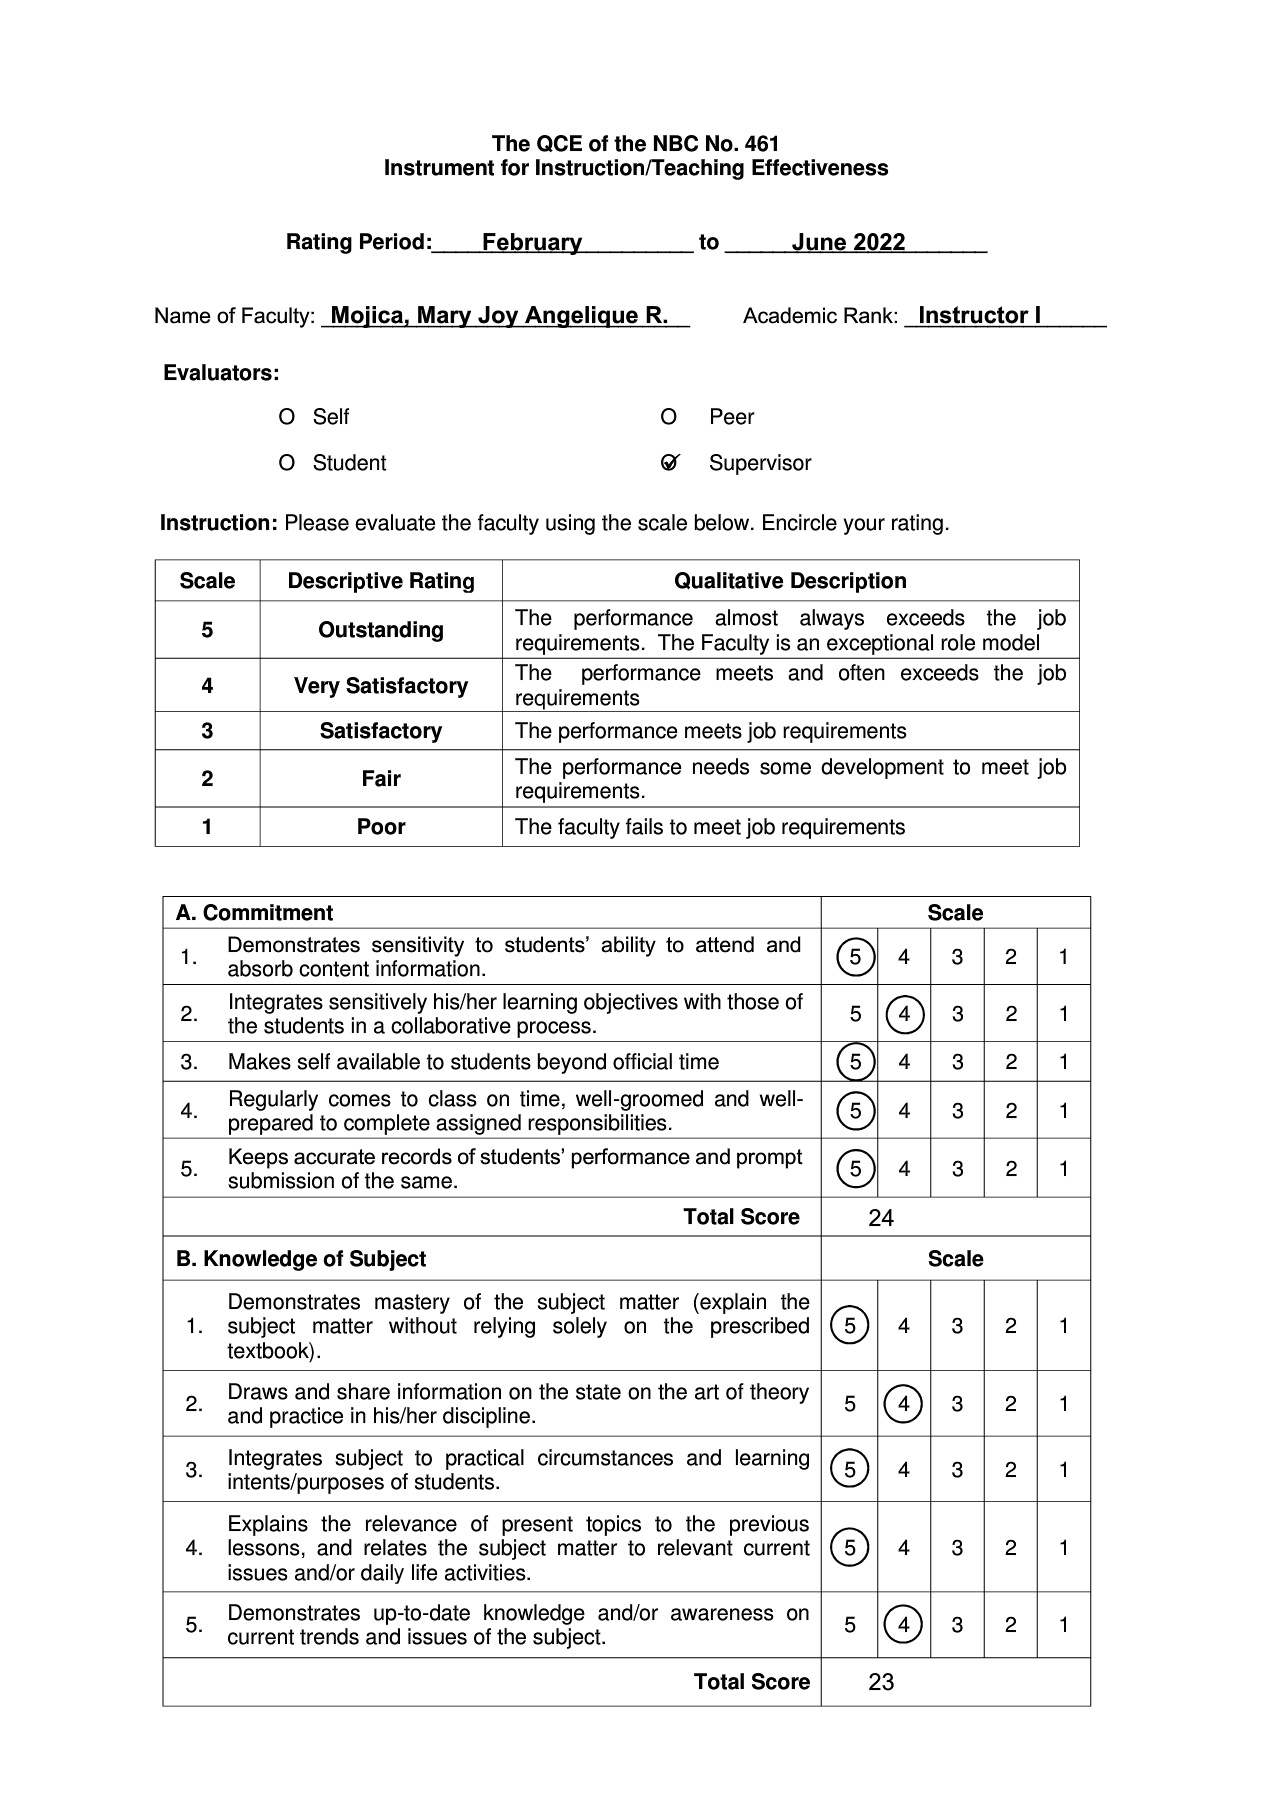 The QCE of the NBC No. 461
Instrument for Instruction/Teaching Effectiveness
Rating Period: February to June 2022
Name of Faculty: Mojica, Mary Joy Angelique R. Academic Rank: Instructor I
Evaluators:
O Self O Peer
O Student O Supervisor
Instruction: Please evaluate the faculty using the scale below. Encircle your rating.
Scale Descriptive Rating Qualitative Description
5 Outstanding The performance almost always exceeds the job
requirements. The Faculty is an exceptional role model
4 Very Satisfactory The performance meets and often exceeds the job
requirements
3 Satisfactory The performance meets job requirements
2 Fair The performance needs some development to meet job
requirements.
1 Poor The faculty fails to meet job requirements
A. Commitment Scale
1. Demonstrates sensitivity to students’ ability to attend and
absorb content information. 5 4 3 2 1
2. Integrates sensitively his/her learning objectives with those of
the students in a collaborative process. 5 4 3 2 1
3. Makes self available to students beyond official time 5 4 3 2 1
4. Regularly comes to class on time, well-groomed and well-
prepared to complete assigned responsibilities. 5 4 3 2 1
5. Keeps accurate records of students’ performance and prompt
submission of the same. 5 4 3 2 1
Total Score 24
B. Knowledge of Subject Scale
1. Demonstrates mastery of the subject matter (explain the
subject matter without relying solely on the prescribed
textbook). 5 4 3 2 1
2. Draws and share information on the state on the art of theory
and practice in his/her discipline. 5 4 3 2 1
3. Integrates subject to practical circumstances and learning
intents/purposes of students. 5 4 3 2 1
4. Explains the relevance of present topics to the previous
lessons, and relates the subject matter to relevant current
issues and/or daily life activities. 5 4 3 2 1
5. Demonstrates up-to-date knowledge and/or awareness on
current trends and issues of the subject. 5 4 3 2 1
Total Score 23